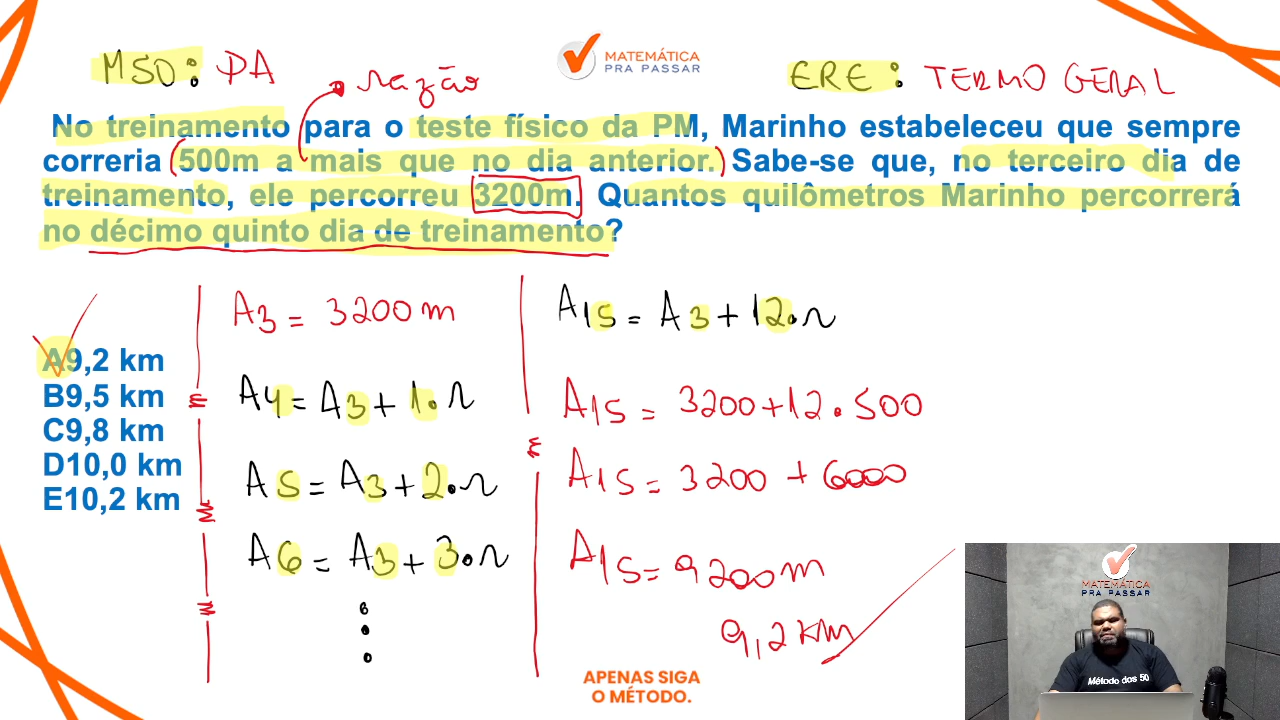 M50: PA
razão
MATEMÁTICA
PRA PASSAR
ERE: TERMO GERAL
No treinamento para o teste físico da PM, Marinho estabeleceu que sempre
correria (500m a mais que no dia anterior.) Sabe-se que, no terceiro dia de
treinamento, ele percorreu 3200m. Quantos quilômetros Marinho percorrerá
no décimo quinto dia de treinamento?
A9,2 km
B9,5 km
C9,8 km
D10,0 km
E10,2 km
A3 = 3200m
A4 = A3 + 1.r
A5 = A3 + 2.r
A6 = A3 + 3.r
A15 = A3 + 12.r
A15 = 3200+12.500
A15 = 3200 + 6000
A15 = 9200m
9,2 km
APENAS SIGA
O MÉTODO.
MATEMÁTICA
PRA PASSAR
Método dos 50